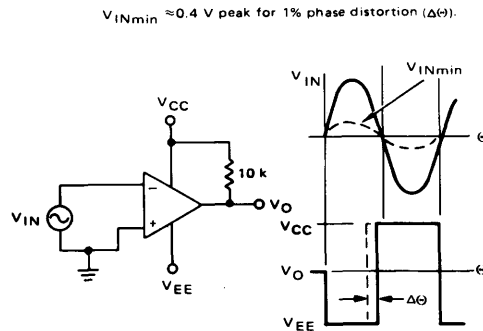 VINmin ≈0.4 V peak for 1% phase distortion (ΔΘ).
VIN
VINmin
Θ
VCC
10 k
−
+
VIN
VO
VEE
VCC
VO
Θ
ΔΘ
VEE